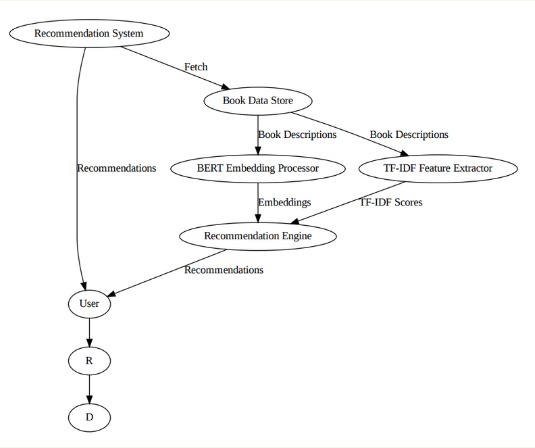 Recommendation System
Fetch
Book Data Store
Book Descriptions
Book Descriptions
Recommendations
BERT Embedding Processor
TF-IDF Feature Extractor
Embeddings
TF-IDF Scores
Recommendation Engine
Recommendations
User
R
D